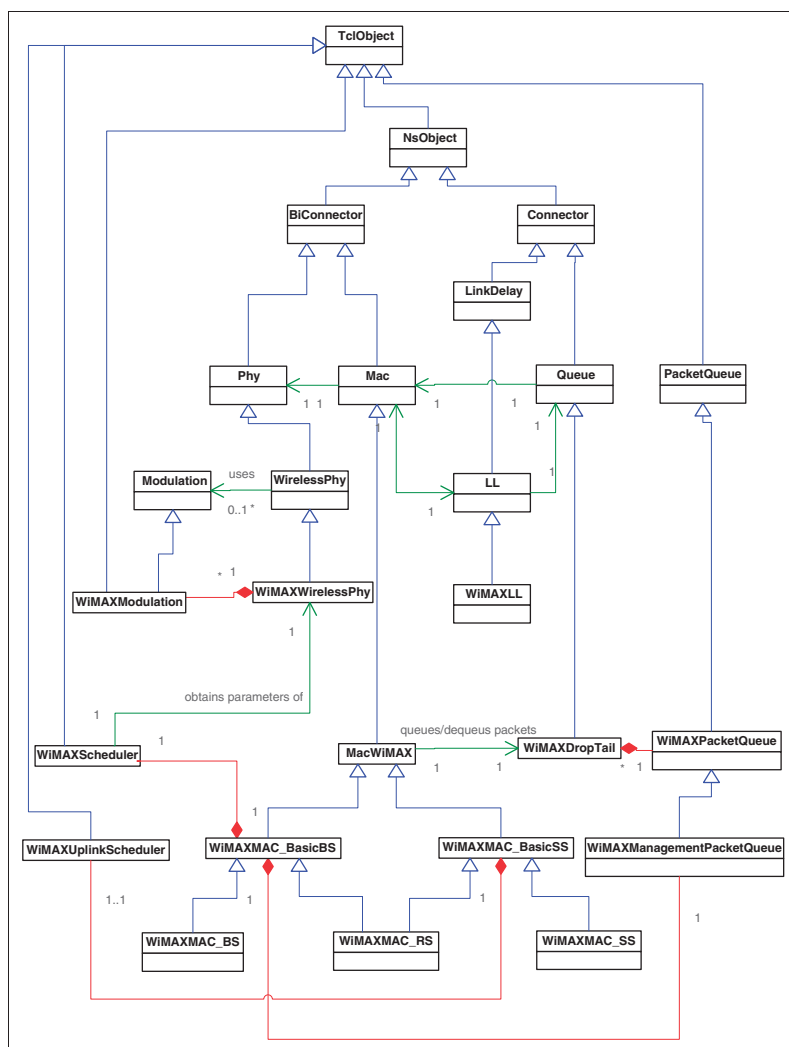 TclObject
NsObject
BiConnector
Connector
LinkDelay
Phy
Mac
Queue
PacketQueue
1 1
1
1
1
1
Modulation
uses
WirelessPhy
LL
1
0..1 *
1
WiMAXModulation
* 1
WiMAXWirelessPhy
WiMAXLL
1
obtains parameters of
1
1
queues/dequeus packets
WiMAXScheduler
MacWiMAX
WiMAXDropTail
WiMAXPacketQueue
1
1
* 1
1
WiMAXUplinkScheduler
WiMAXMAC_BasicBS
WiMAXMAC_BasicSS
WiMAXManagementPacketQueue
1..1
1
1
1
WiMAXMAC_BS
WiMAXMAC_RS
WiMAXMAC_SS